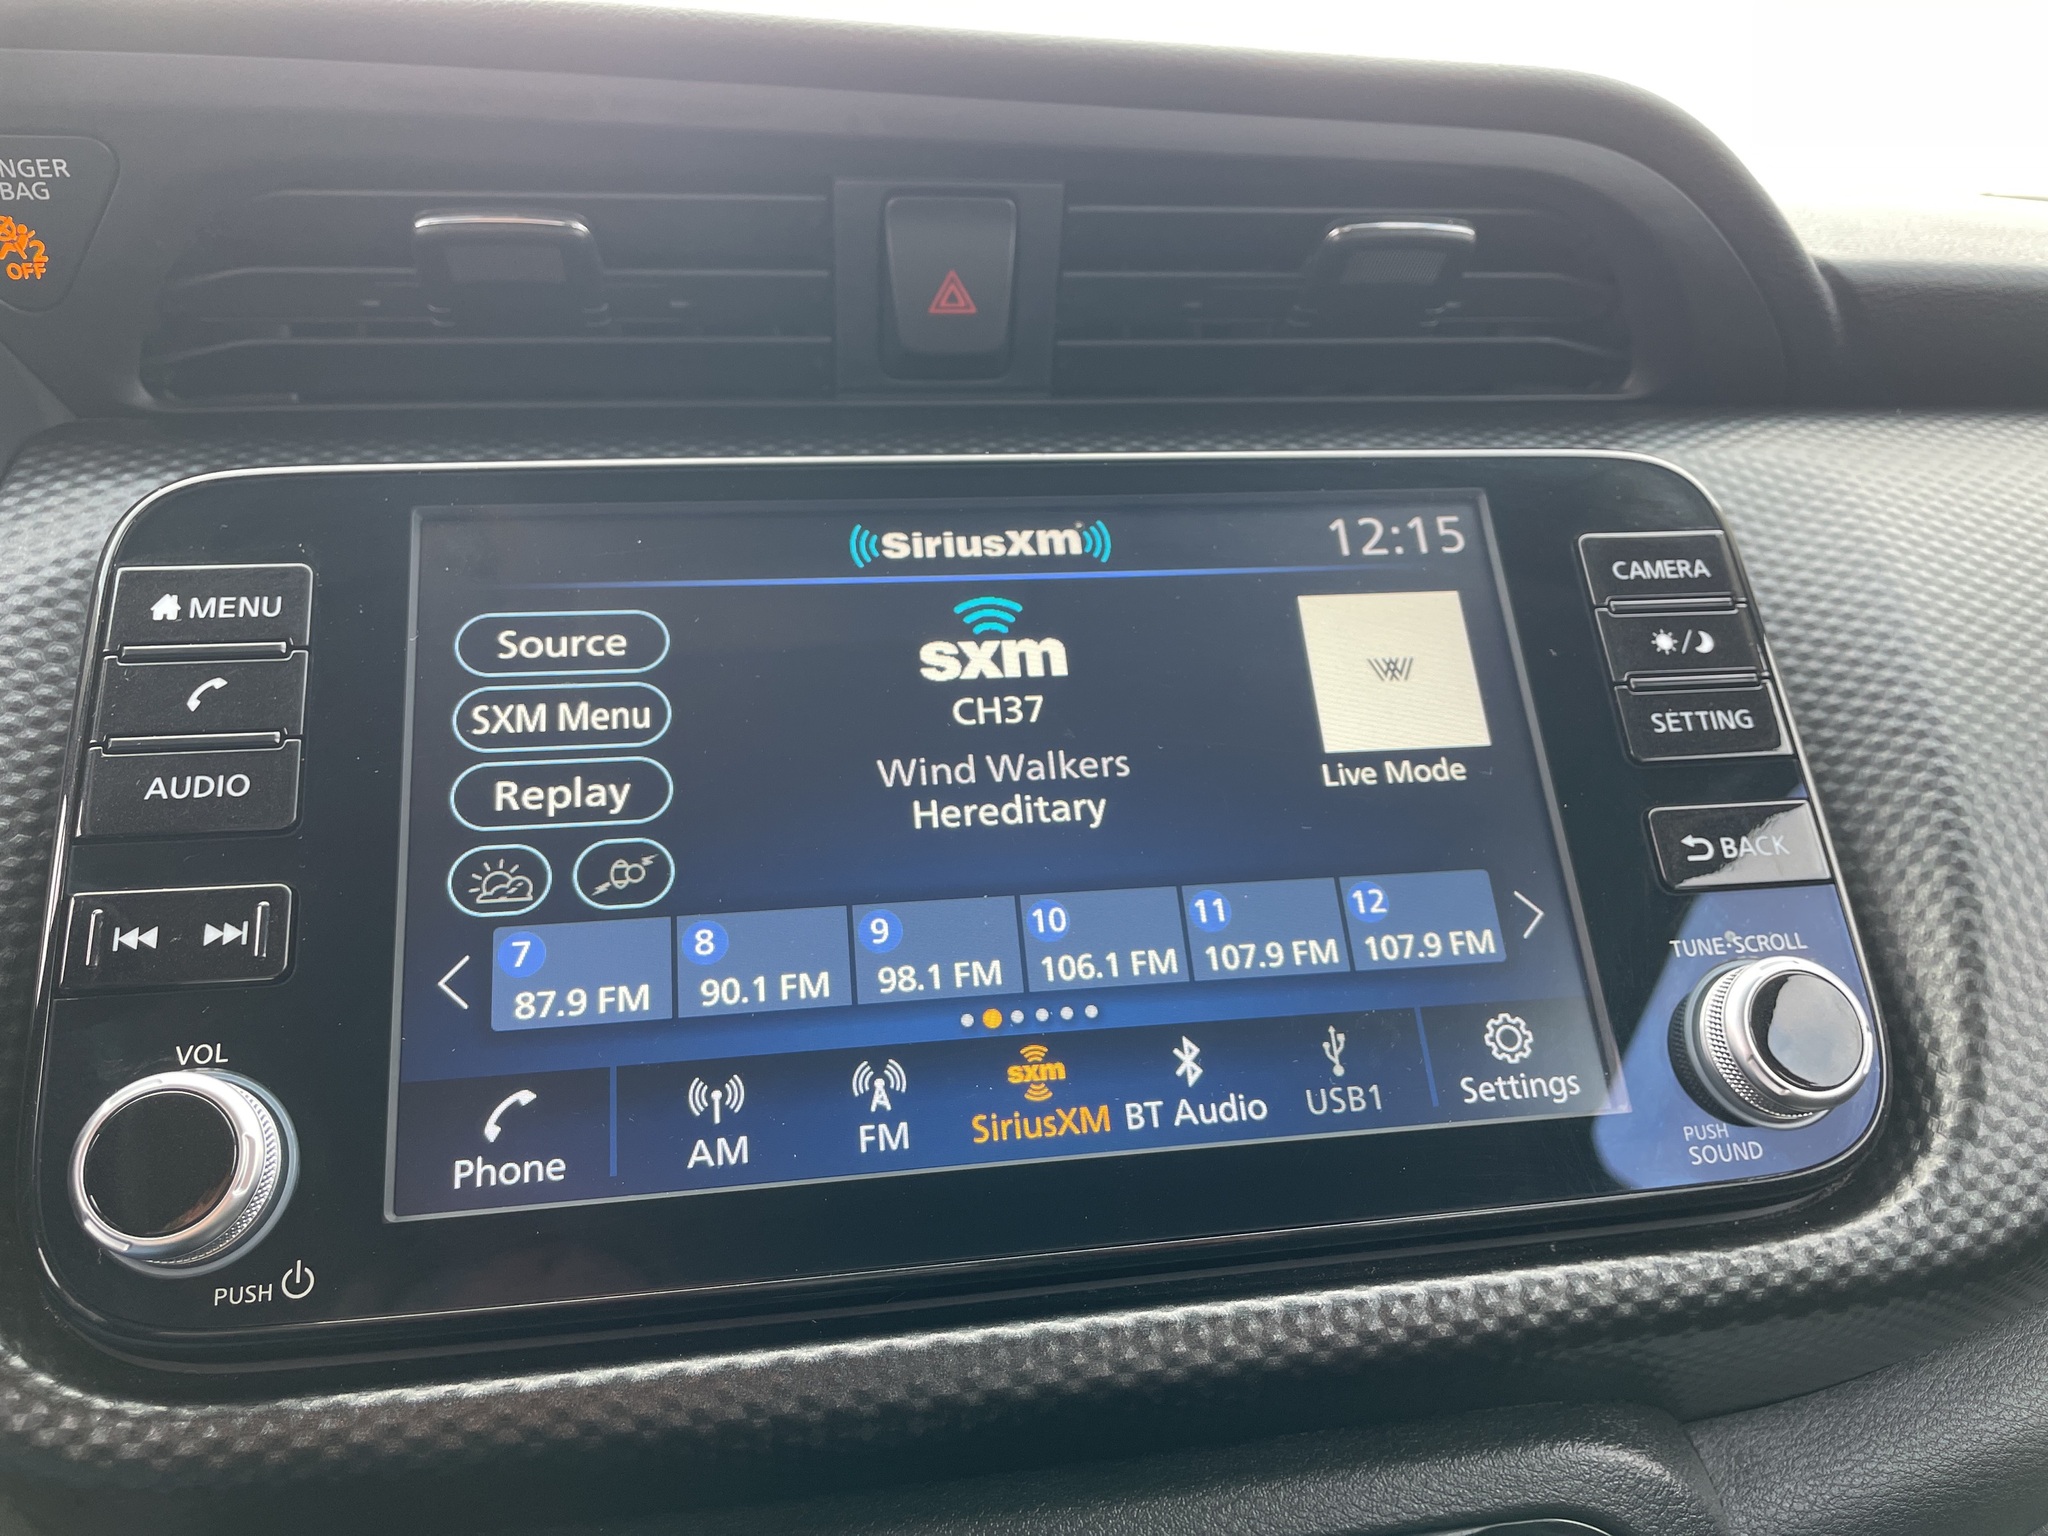 NGER
BAG
2
OFF
MENU
AUDIO
VOL
PUSH
SiriusXM
12:15
Source
SXM Menu
Replay
sxm
CH37
Wind Walkers
Hereditary
Live Mode
7
87.9 FM
8
90.1 FM
9
98.1 FM
10
106.1 FM
11
107.9 FM
12
107.9 FM
Phone
AM
FM
sxm
SiriusXM
BT Audio
USB1
Settings
CAMERA
SETTING
BACK
TUNE·SCROLL
PUSH
SOUND